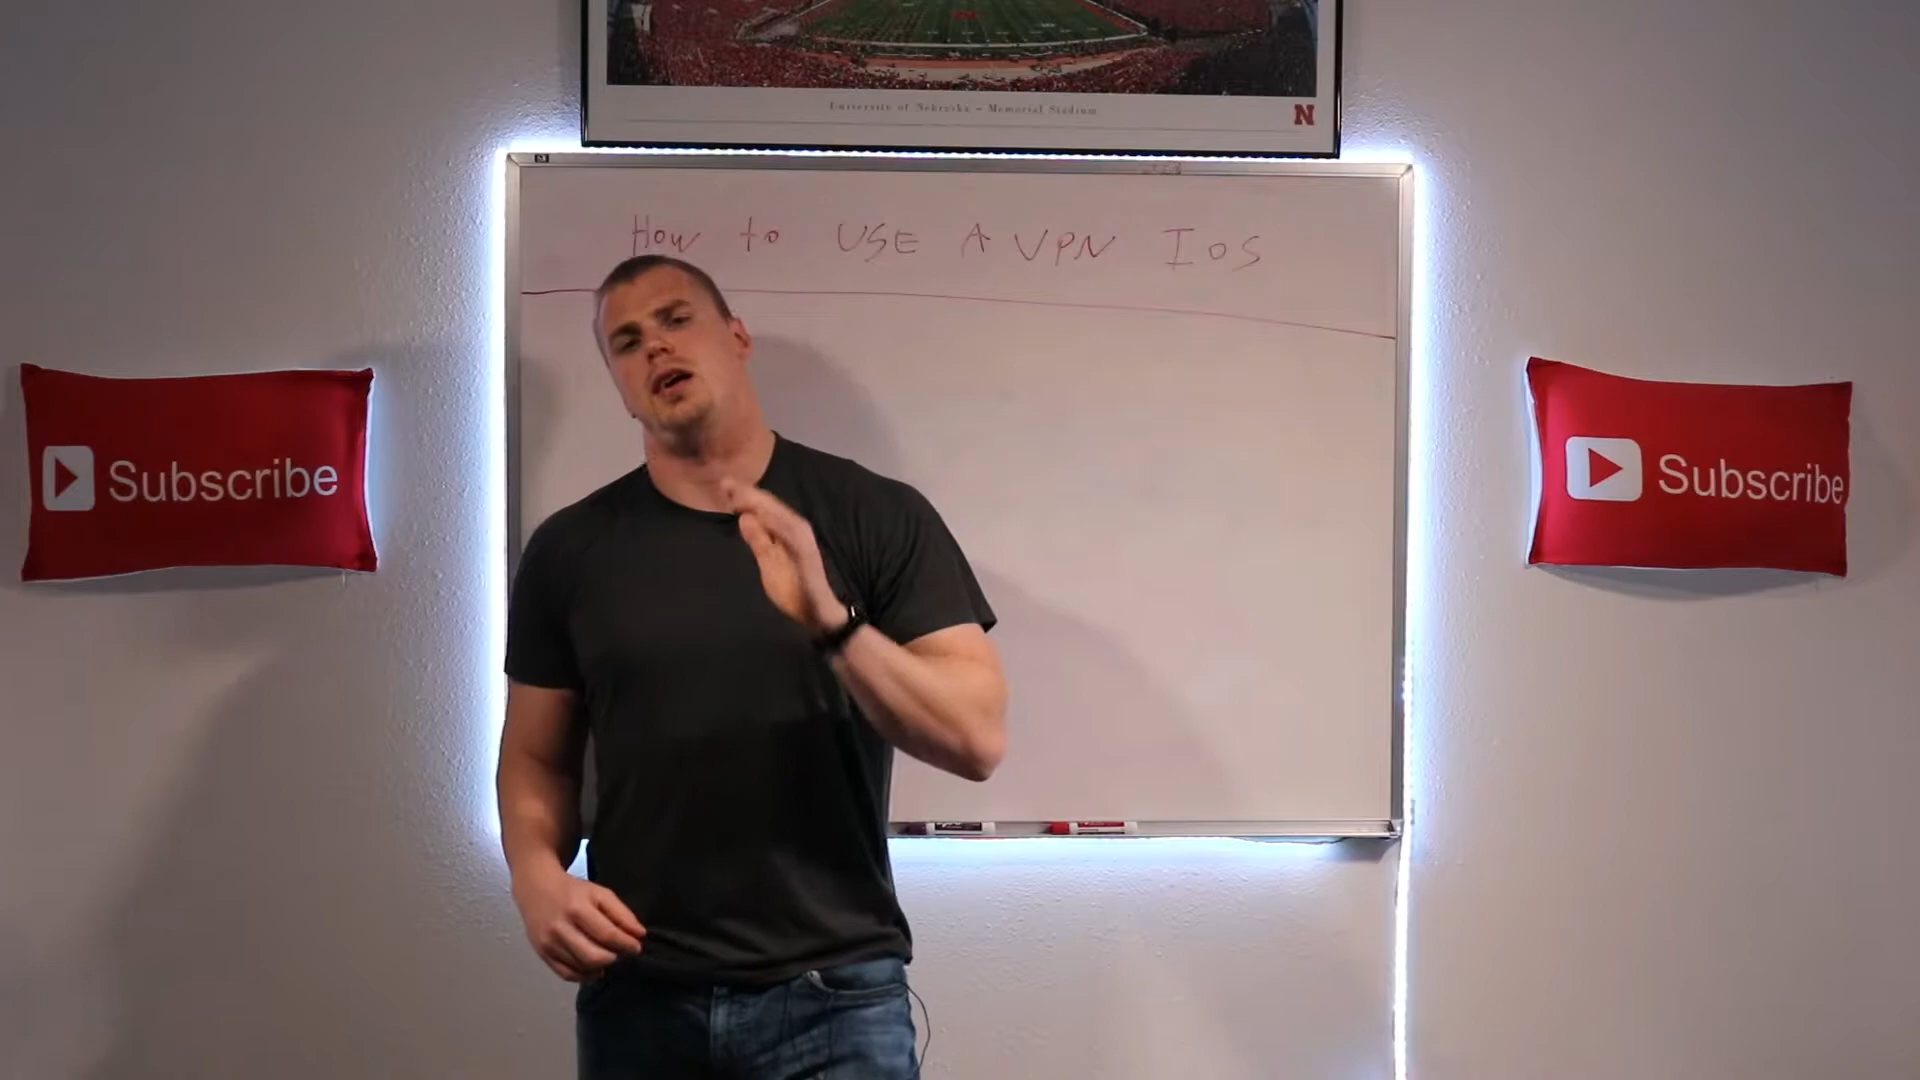 University of Nebraska - Memorial Stadium
N
How to USE A VPN IOS
Subscribe
Subscribe